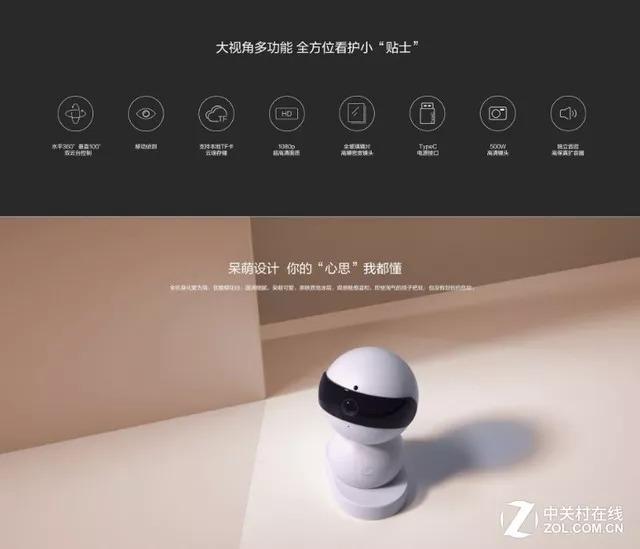 大视角多功能 全方位看护小“贴士”
水平360° 垂直100°
双云台控制
移动侦测
支持本地TF卡
云端存储
1080p
超高清画质
全玻璃镜片
高精密度镜头
TypeC
电源接口
500W
高清镜头
独立音腔
高保真扩音器
TF
HD
呆萌设计 你的“心思”我都懂
中关村在线
ZOL.COM.CN